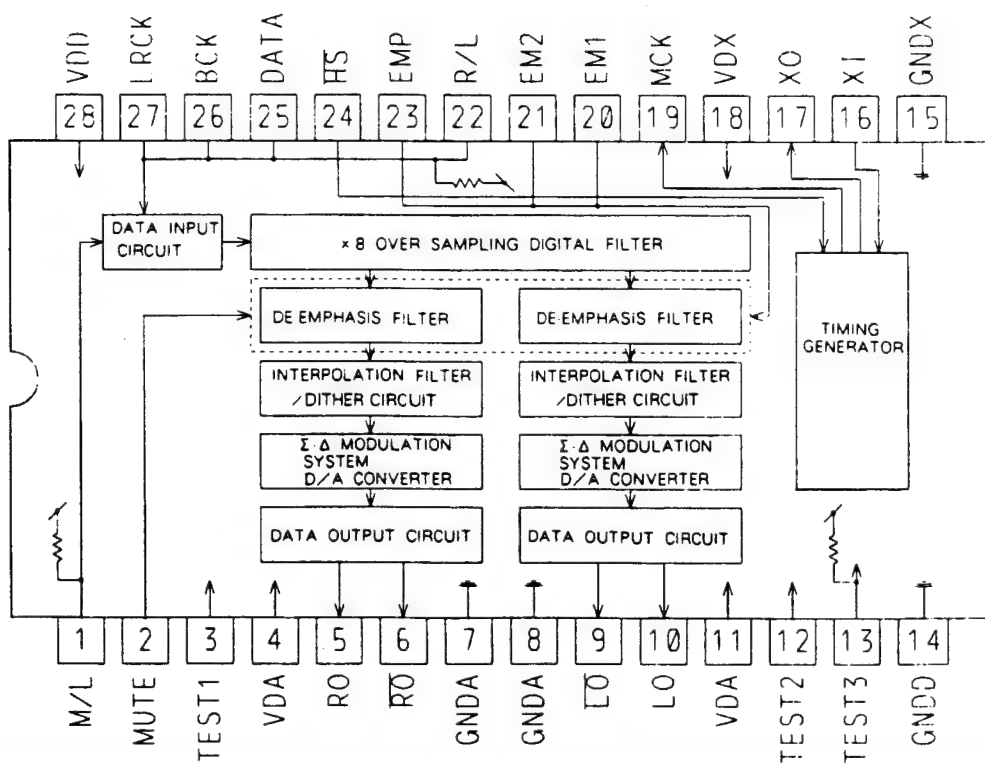 VDD LRCK BCK DATA HS EMP R/L EM2 EM1 MCK VDX XO XI GNDX
28 27 26 25 24 23 22 21 20 19 18 17 16 15
DATA INPUT
CIRCUIT
×8 OVER SAMPLING DIGITAL FILTER
DE·EMPHASIS FILTER
DE·EMPHASIS FILTER
TIMING
GENERATOR
INTERPOLATION FILTER
/DITHER CIRCUIT
INTERPOLATION FILTER
/DITHER CIRCUIT
Σ·Δ MODULATION
SYSTEM
D/A CONVERTER
Σ·Δ MODULATION
SYSTEM
D/A CONVERTER
DATA OUTPUT CIRCUIT
DATA OUTPUT CIRCUIT
1 2 3 4 5 6 7 8 9 10 11 12 13 14
M/L MUTE TEST1 VDA RO R̅O̅ GNDA GNDA L̅O̅ LO VDA TEST2 TEST3 GNDD